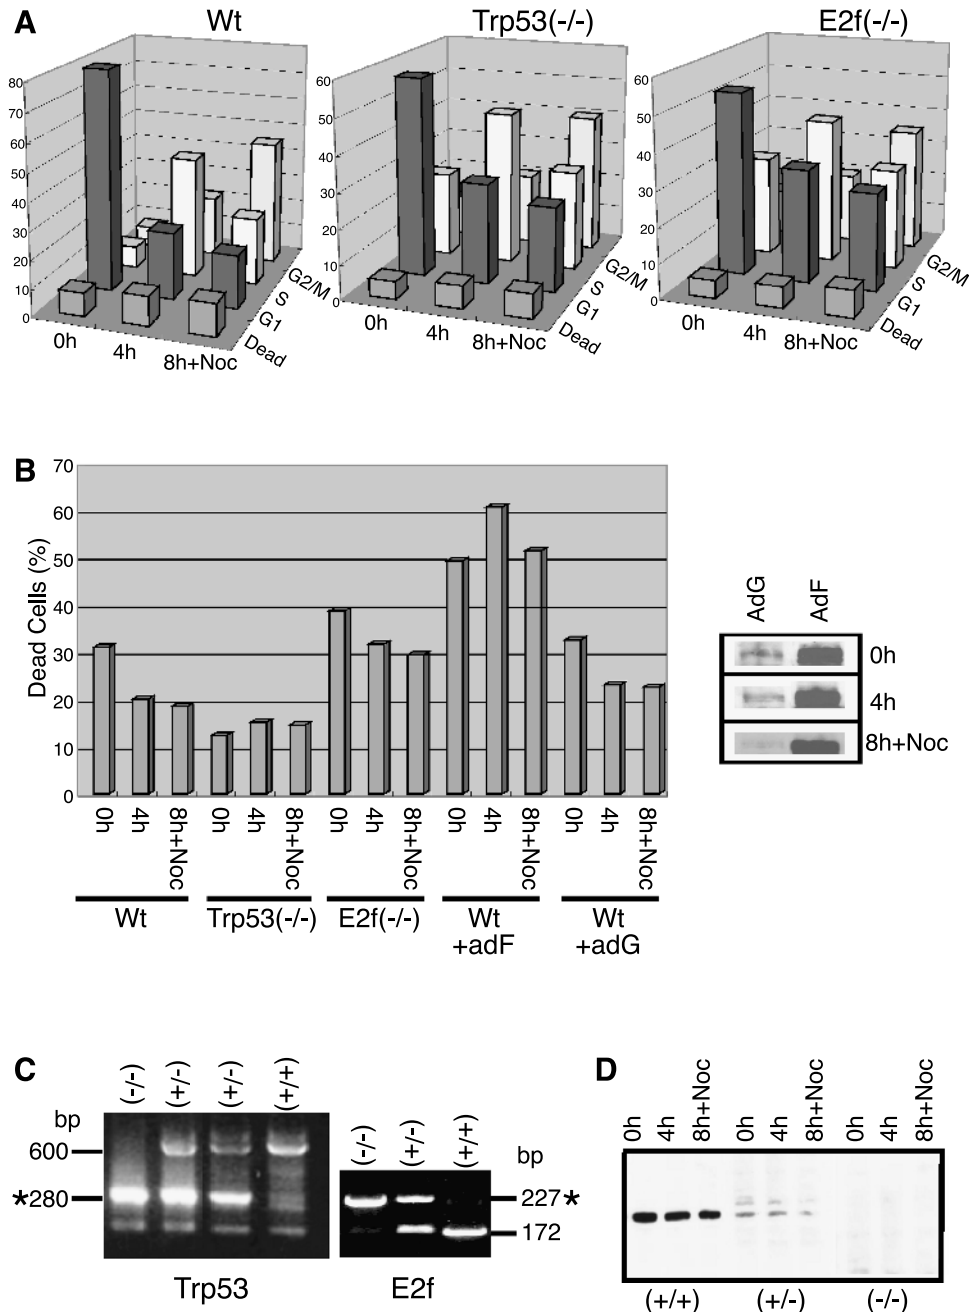 A
Wt
Trp53(-/-)
E2f(-/-)
80
70
60
50
40
30
20
10
0
0h
4h
8h+Noc
Dead
G1
S
G2/M
60
50
40
30
20
10
0
0h
4h
8h+Noc
Dead
G1
S
G2/M
60
50
40
30
20
10
0
0h
4h
8h+Noc
Dead
G1
S
G2/M
B
Dead Cells (%)
70
60
50
40
30
20
10
0
0h 4h 8h+Noc 0h 4h 8h+Noc 0h 4h 8h+Noc 0h 4h 8h+Noc 0h 4h 8h+Noc
Wt Trp53(-/-) E2f(-/-) Wt +adF Wt +adG
AdG AdF
0h
4h
8h+Noc
C
(-/-) (+/-) (+/-) (+/+)
bp
600
*280
Trp53
(-/-) (+/-) (+/+)
bp
227*
172
E2f
D
0h 4h 8h+Noc 0h 4h 8h+Noc 0h 4h 8h+Noc
(+/+) (+/-) (-/-)